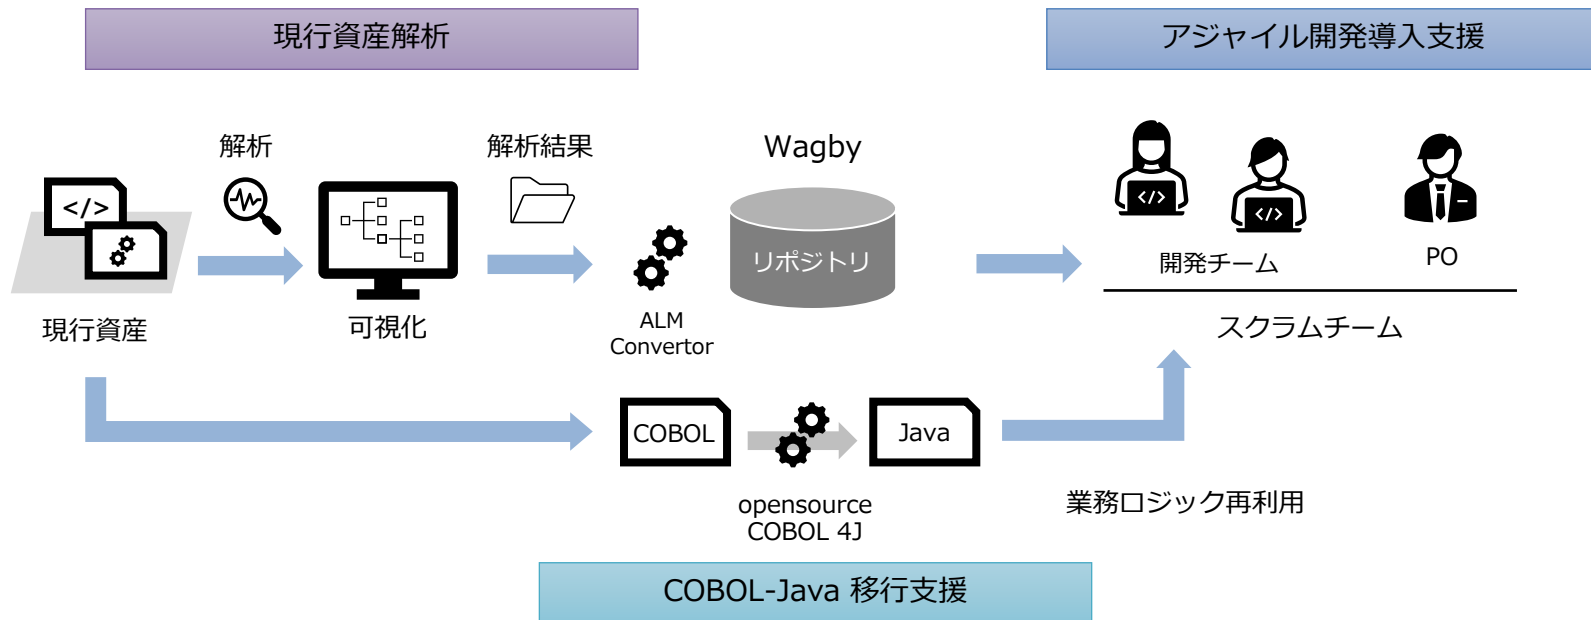 現行資産解析
アジャイル開発導入支援
解析
解析結果
Wagby
</>
</>
</>
リポジトリ
開発チーム
PO
現行資産
可視化
ALM
Convertor
スクラムチーム
COBOL
Java
opensource
COBOL 4J
業務ロジック再利用
COBOL-Java 移行支援